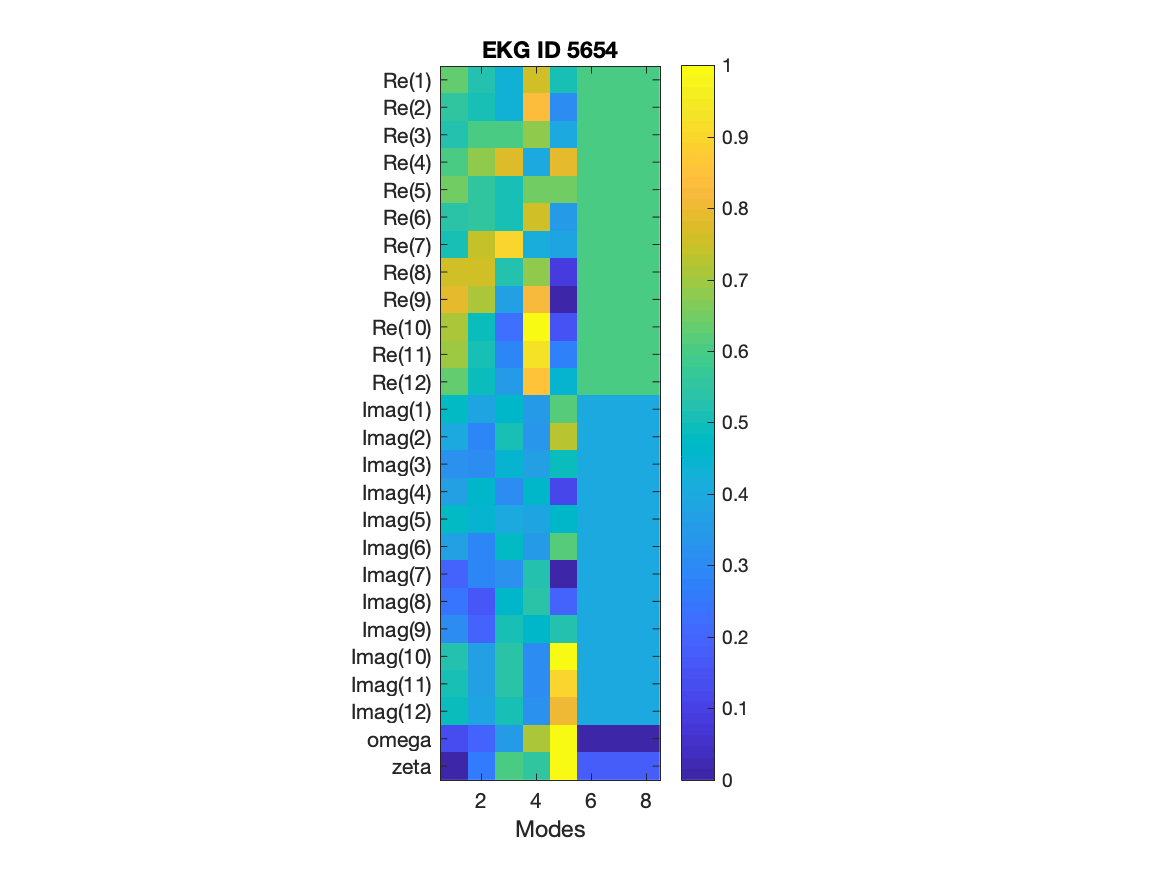 EKG ID 5654
Re(1)
Re(2)
Re(3)
Re(4)
Re(5)
Re(6)
Re(7)
Re(8)
Re(9)
Re(10)
Re(11)
Re(12)
Imag(1)
Imag(2)
Imag(3)
Imag(4)
Imag(5)
Imag(6)
Imag(7)
Imag(8)
Imag(9)
Imag(10)
Imag(11)
Imag(12)
omega
zeta
2 4 6 8
Modes
1
0.9
0.8
0.7
0.6
0.5
0.4
0.3
0.2
0.1
0